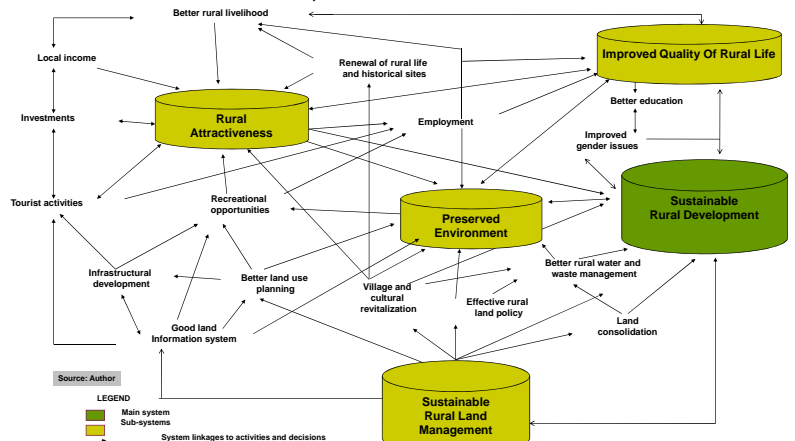 Better rural livelihood
Local income
Renewal of rural life
and historical sites
Improved Quality Of Rural Life
Better education
Investments
Rural
Attractiveness
Employment
Improved
gender issues
Tourist activities
Recreational
opportunities
Preserved
Environment
Sustainable
Rural Development
Infrastructural
development
Better land use
planning
Village and
cultural
revitalization
Better rural water and
waste management
Effective rural
land policy
Good land
Information system
Land
consolidation
Source: Author
LEGEND
Main system
Sub-systems
System linkages to activities and decisions
Sustainable
Rural Land
Management